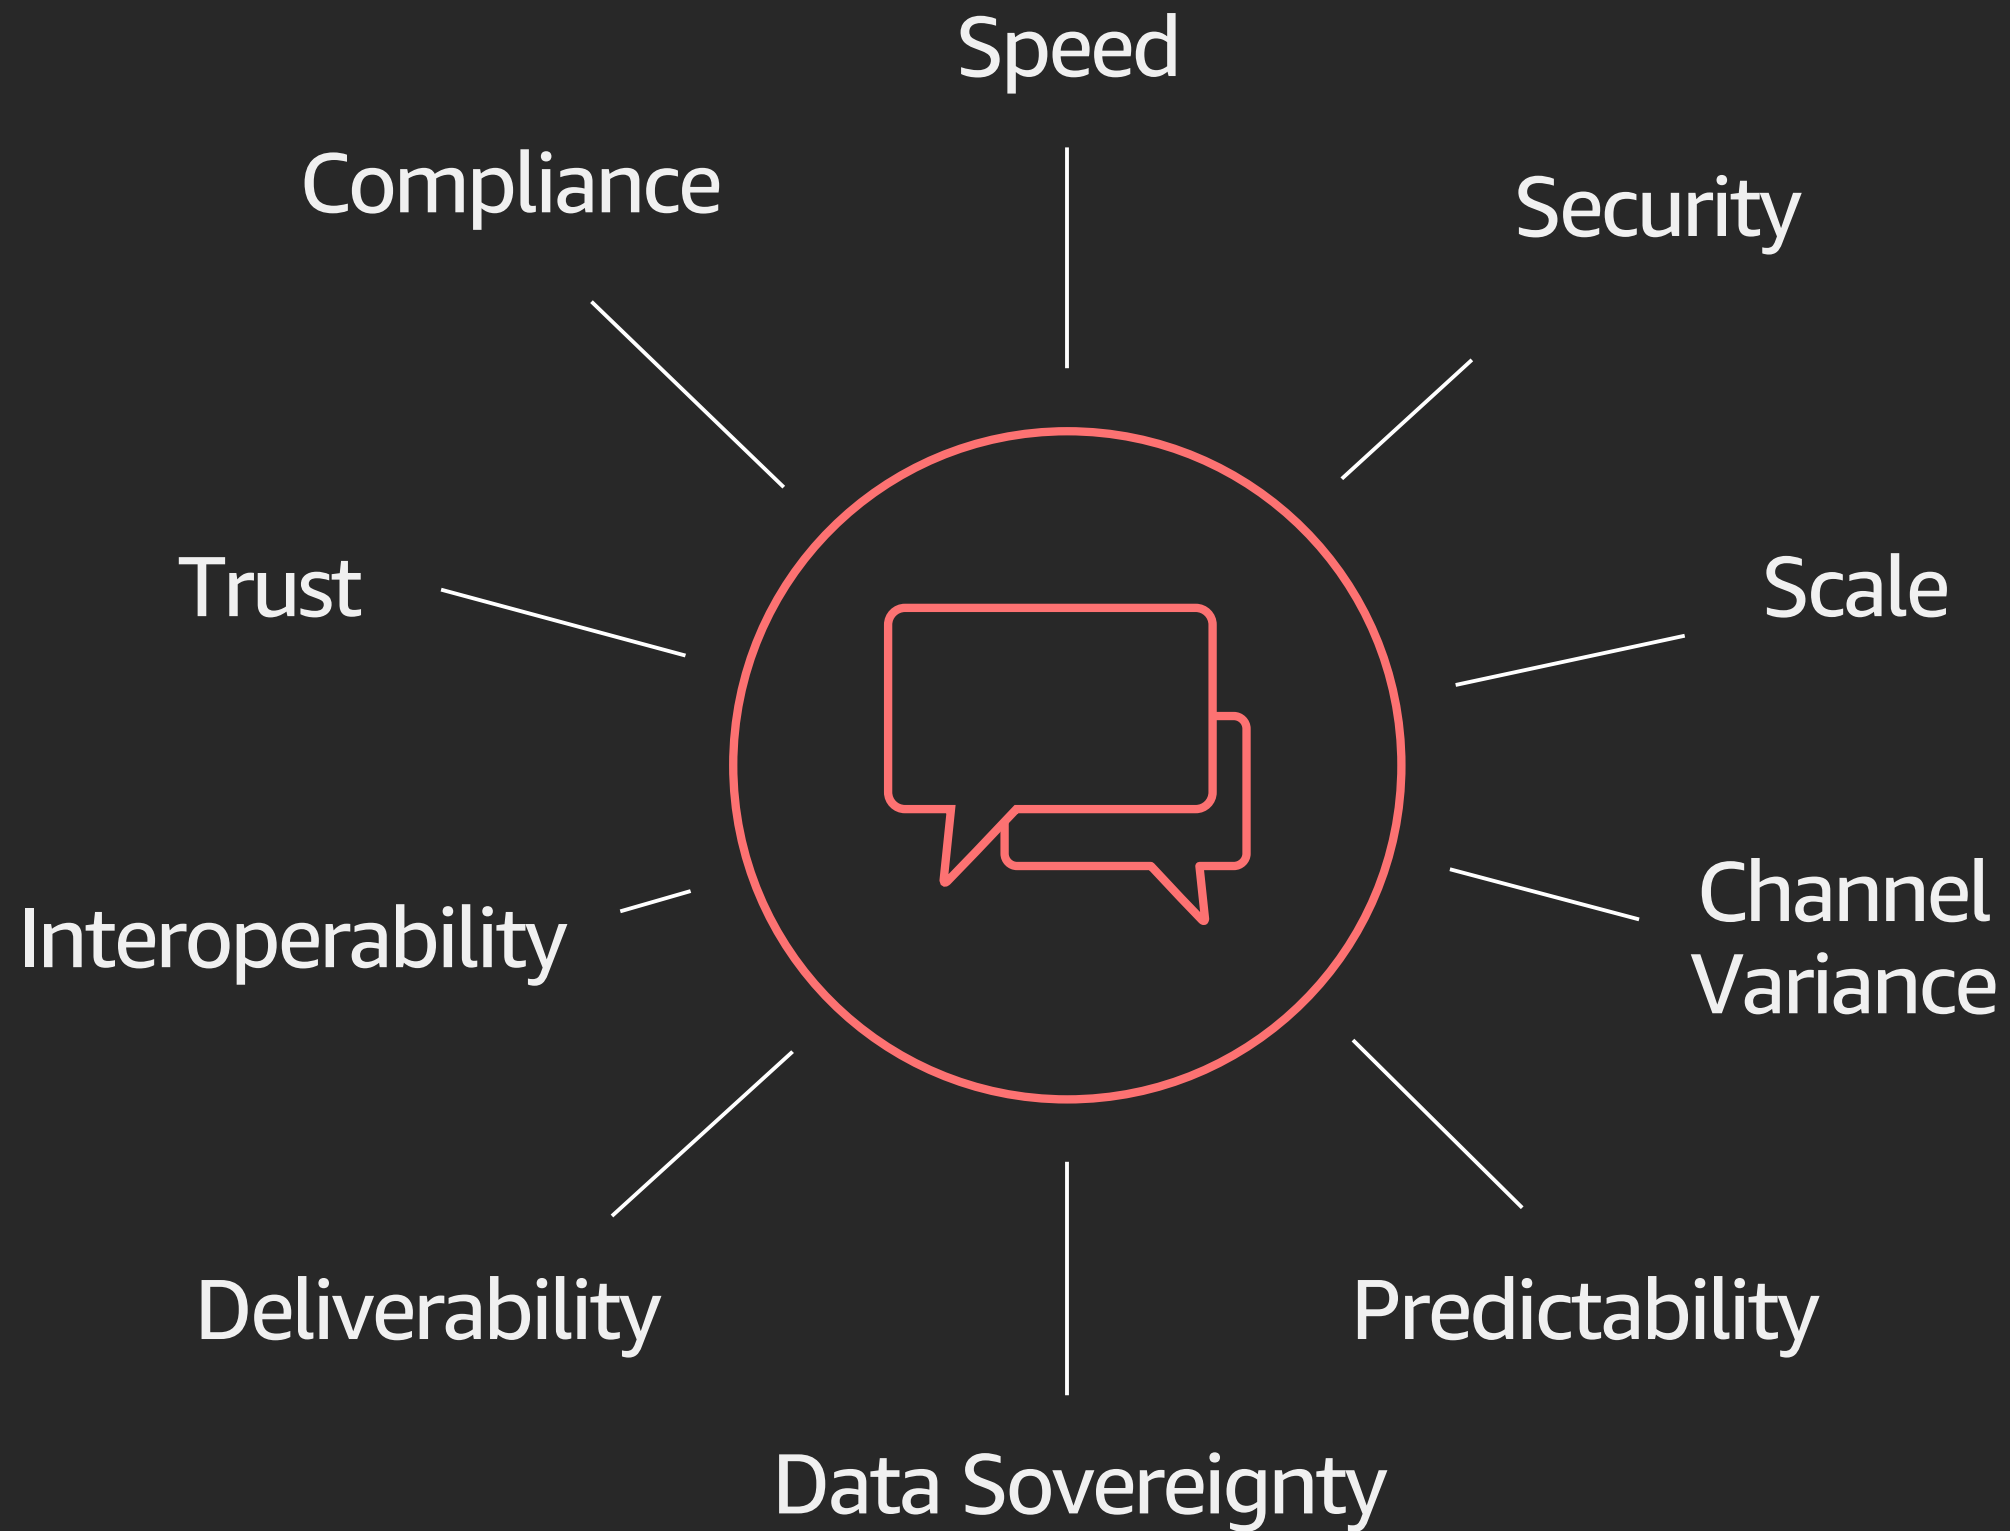 Speed
Compliance
Security
Trust
Scale
Channel
Variance
Interoperability
Deliverability
Predictability
Data Sovereignty